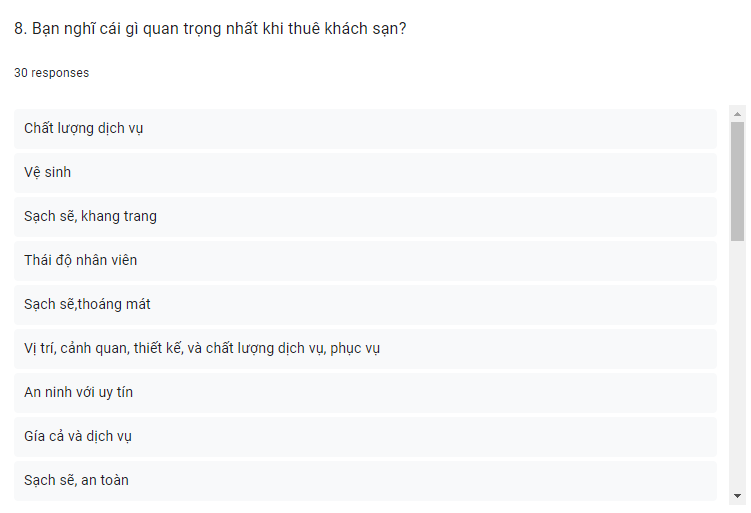 8. Bạn nghĩ cái gì quan trọng nhất khi thuê khách sạn?
30 responses
Chất lượng dịch vụ
Vệ sinh
Sạch sẽ, khang trang
Thái độ nhân viên
Sạch sẽ,thoáng mát
Vị trí, cảnh quan, thiết kế, và chất lượng dịch vụ, phục vụ
An ninh với uy tín
Gía cả và dịch vụ
Sạch sẽ, an toàn